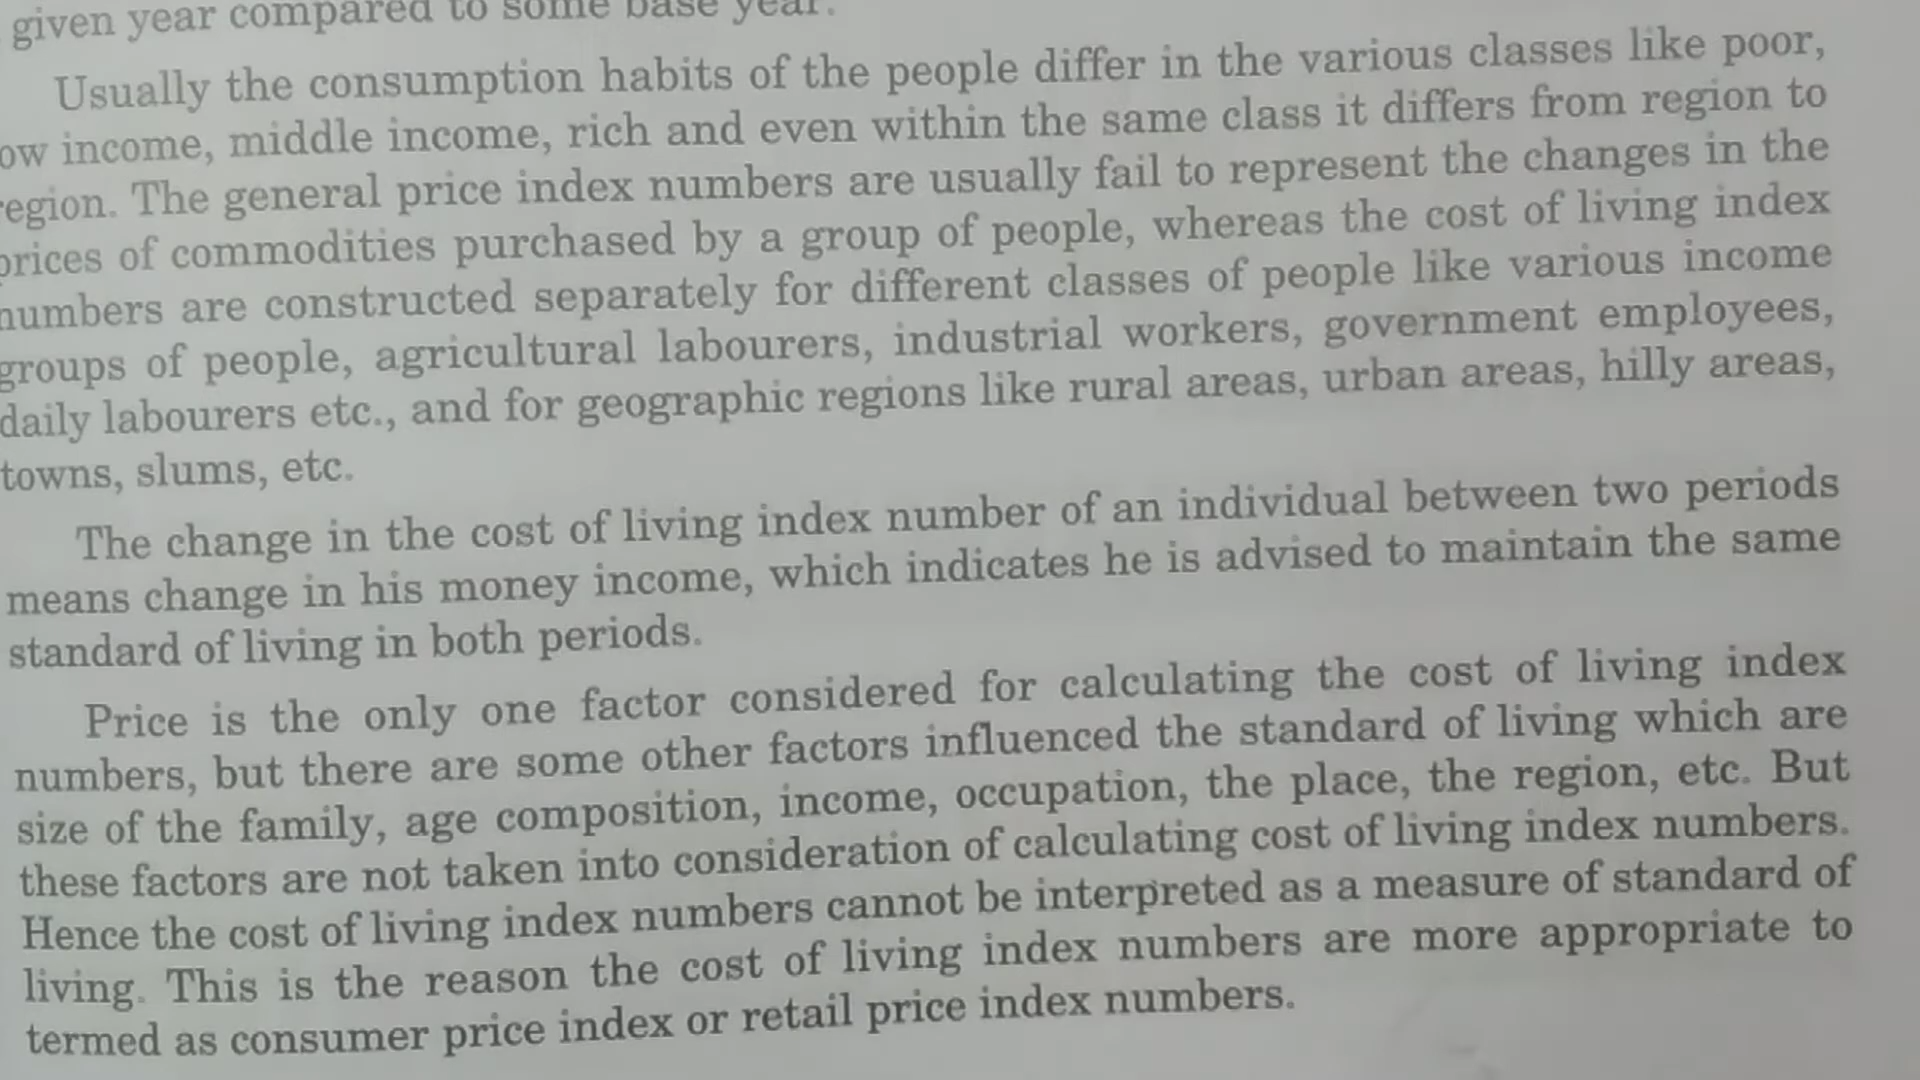 given year compared to some base year.
Usually the consumption habits of the people differ in the various classes like poor,
ow income, middle income, rich and even within the same class it differs from region to
region. The general price index numbers are usually fail to represent the changes in the
prices of commodities purchased by a group of people, whereas the cost of living index
numbers are constructed separately for different classes of people like various income
groups of people, agricultural labourers, industrial workers, government employees,
daily labourers etc., and for geographic regions like rural areas, urban areas, hilly areas,
towns, slums, etc.
The change in the cost of living index number of an individual between two periods
means change in his money income, which indicates he is advised to maintain the same
standard of living in both periods.
Price is the only one factor considered for calculating the cost of living index
numbers, but there are some other factors influenced the standard of living which are
size of the family, age composition, income, occupation, the place, the region, etc. But
these factors are not taken into consideration of calculating cost of living index numbers.
Hence the cost of living index numbers cannot be interpreted as a measure of standard of
living. This is the reason the cost of living index numbers are more appropriate to
termed as consumer price index or retail price index numbers.